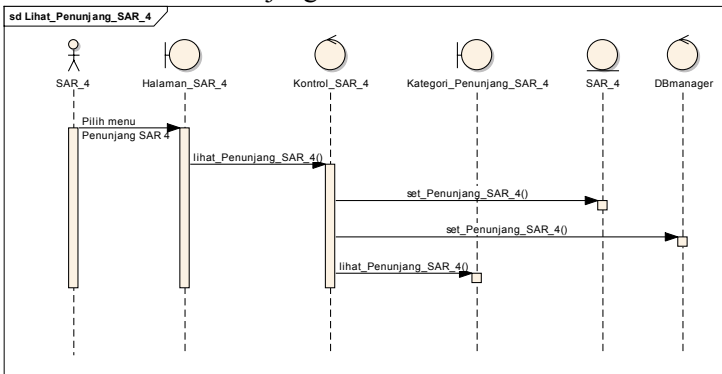 sd Lihat_Penunjang_SAR_4
SAR_4
Halaman_SAR_4
Kontrol_SAR_4
Kategori_Penunjang_SAR_4
SAR_4
DBmanager
Pilih menu
Penunjang SAR 4
lihat_Penunjang_SAR_4()
set_Penunjang_SAR_4()
set_Penunjang_SAR_4()
lihat_Penunjang_SAR_4()